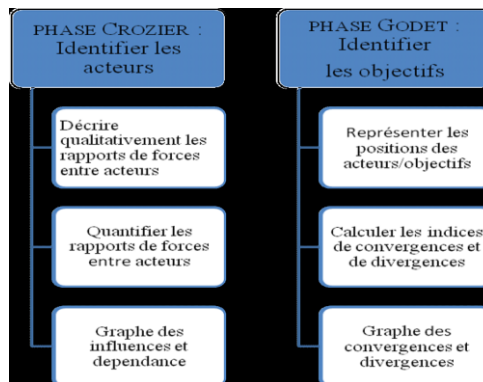 PHASE CROZIER :
Identifier les
acteurs
Décrire
qualitativement les
rapports de forces
entre acteurs
Quantifier les
rapports de forces
entre acteurs
Graphe des
influences et
dependance
PHASE GODET :
Identifier
les objectifs
Représenter les
positions des
acteurs/objectifs
Calculer les indices
de convergences et
de divergences
Graphe des
convergences et
divergences